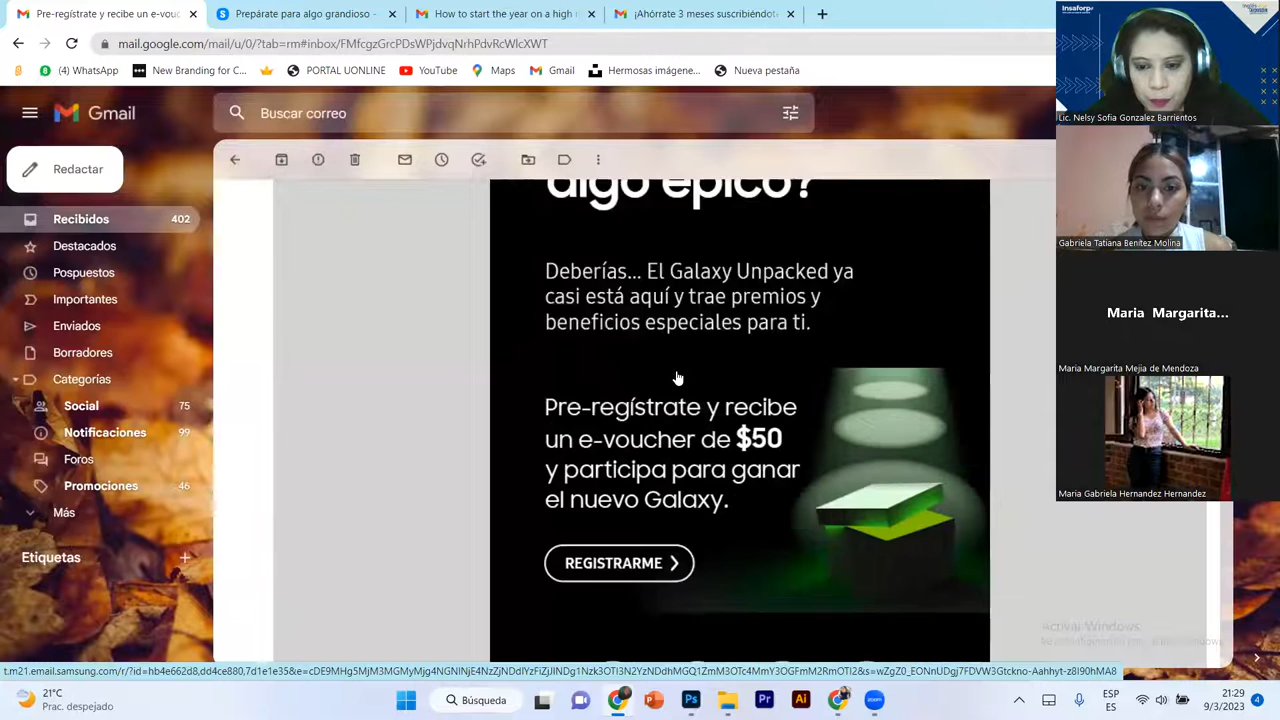 Pre-regístrate y recibe un e-vouc
Prepárate para algo grande con
How to start the year on a high n
¡Ahórrate 3 meses suscribiéndote
mail.google.com/mail/u/0/?tab=rm#inbox/FMfcgzGrcPDsWPJdvqNrhPdvRcWlcXWT
(4) WhatsApp
New Branding for C...
PORTAL UONLINE
YouTube
Maps
Gmail
Hermosas imágene...
Nueva pestaña
Gmail
Buscar correo
Redactar
Recibidos 402
Destacados
Pospuestos
Importantes
Enviados
Borradores
Categorías
Social 75
Notificaciones 99
Foros
Promociones 46
Más
Etiquetas
algo épico?
Deberías... El Galaxy Unpacked ya
casi está aquí y trae premios y
beneficios especiales para ti.
Pre-regístrate y recibe
un e-voucher de $50
y participa para ganar
el nuevo Galaxy.
REGISTRARME
Insaforp
Lic. Nelsy Sofia Gonzalez Barrientos
Gabriela Tatiana Benitez Molina
Maria Margarita...
Maria Margarita Mejia de Mendoza
Maria Gabriela Hernandez Hernandez
Activar Windows
21°C
Prac. despejado
Búsqueda
zoom
ESP
ES
21:29
9/3/2023
4